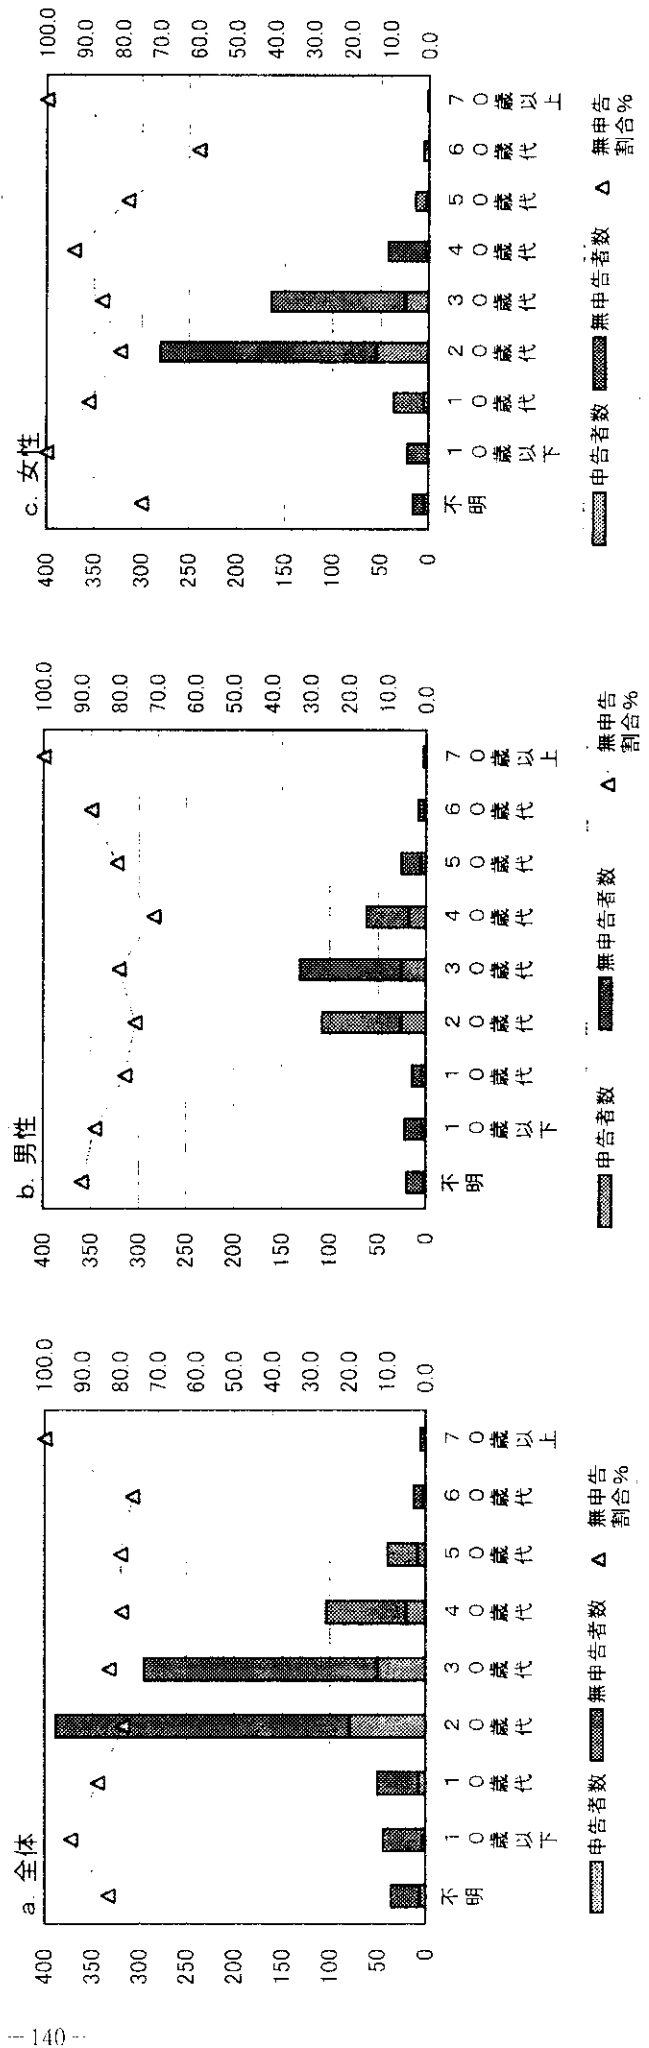 a. 全体
400
350
300
250
200
150
100
50
0
100.0
90.0
80.0
70.0
60.0
50.0
40.0
30.0
20.0
10.0
0.0
不明
10歳以下
10歳代
20歳代
30歳代
40歳代
50歳代
60歳代
70歳以上
申告者数
無申告者数
無申告
割合%
b. 男性
400
350
300
250
200
150
100
50
0
100.0
90.0
80.0
70.0
60.0
50.0
40.0
30.0
20.0
10.0
0.0
不明
10歳以下
10歳代
20歳代
30歳代
40歳代
50歳代
60歳代
70歳以上
申告者数
無申告者数
無申告
割合%
c. 女性
400
350
300
250
200
150
100
50
0
100.0
90.0
80.0
70.0
60.0
50.0
40.0
30.0
20.0
10.0
0.0
不明
10歳以下
10歳代
20歳代
30歳代
40歳代
50歳代
60歳代
70歳以上
申告者数
無申告者数
無申告
割合%
— 140 —